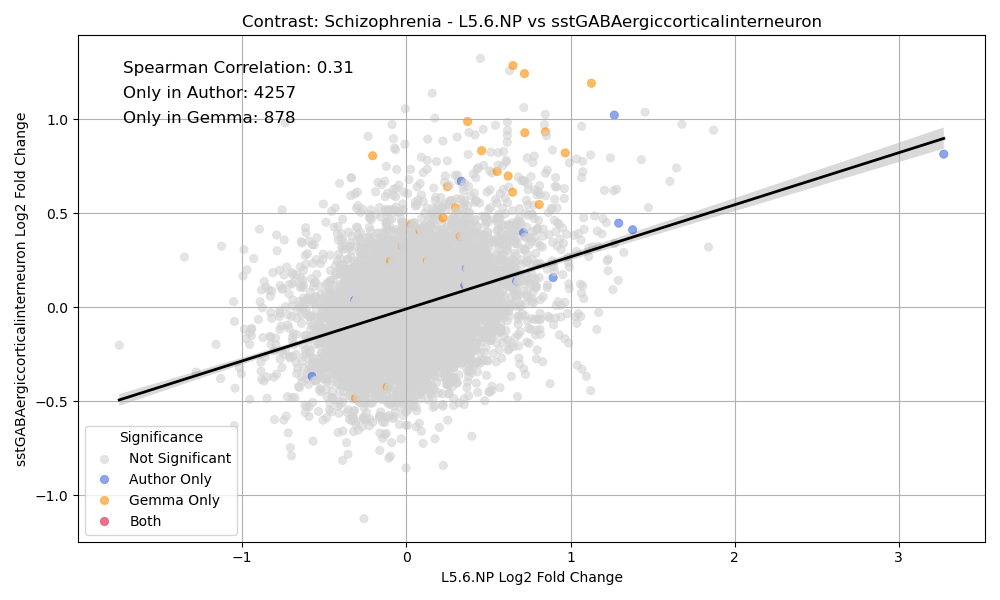 Contrast: Schizophrenia - L5.6.NP vs sstGABAergiccorticalinterneuron
Spearman Correlation: 0.31
Only in Author: 4257
Only in Gemma: 878
sstGABAergiccorticalinterneuron Log2 Fold Change
1.0
0.5
0.0
−0.5
−1.0
Significance
Not Significant
Author Only
Gemma Only
Both
−1
0
1
2
3
L5.6.NP Log2 Fold Change